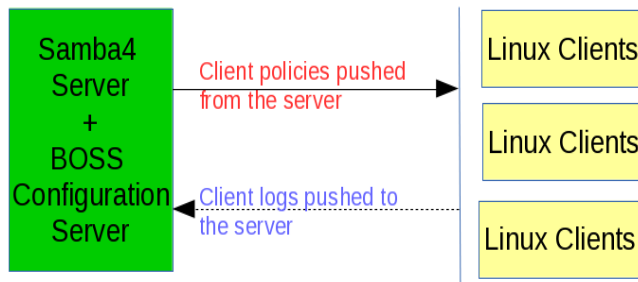 Samba4
Server
+
BOSS
Configuration
Server
Client policies pushed
from the server
Client logs pushed to
the server
Linux Clients
Linux Clients
Linux Clients